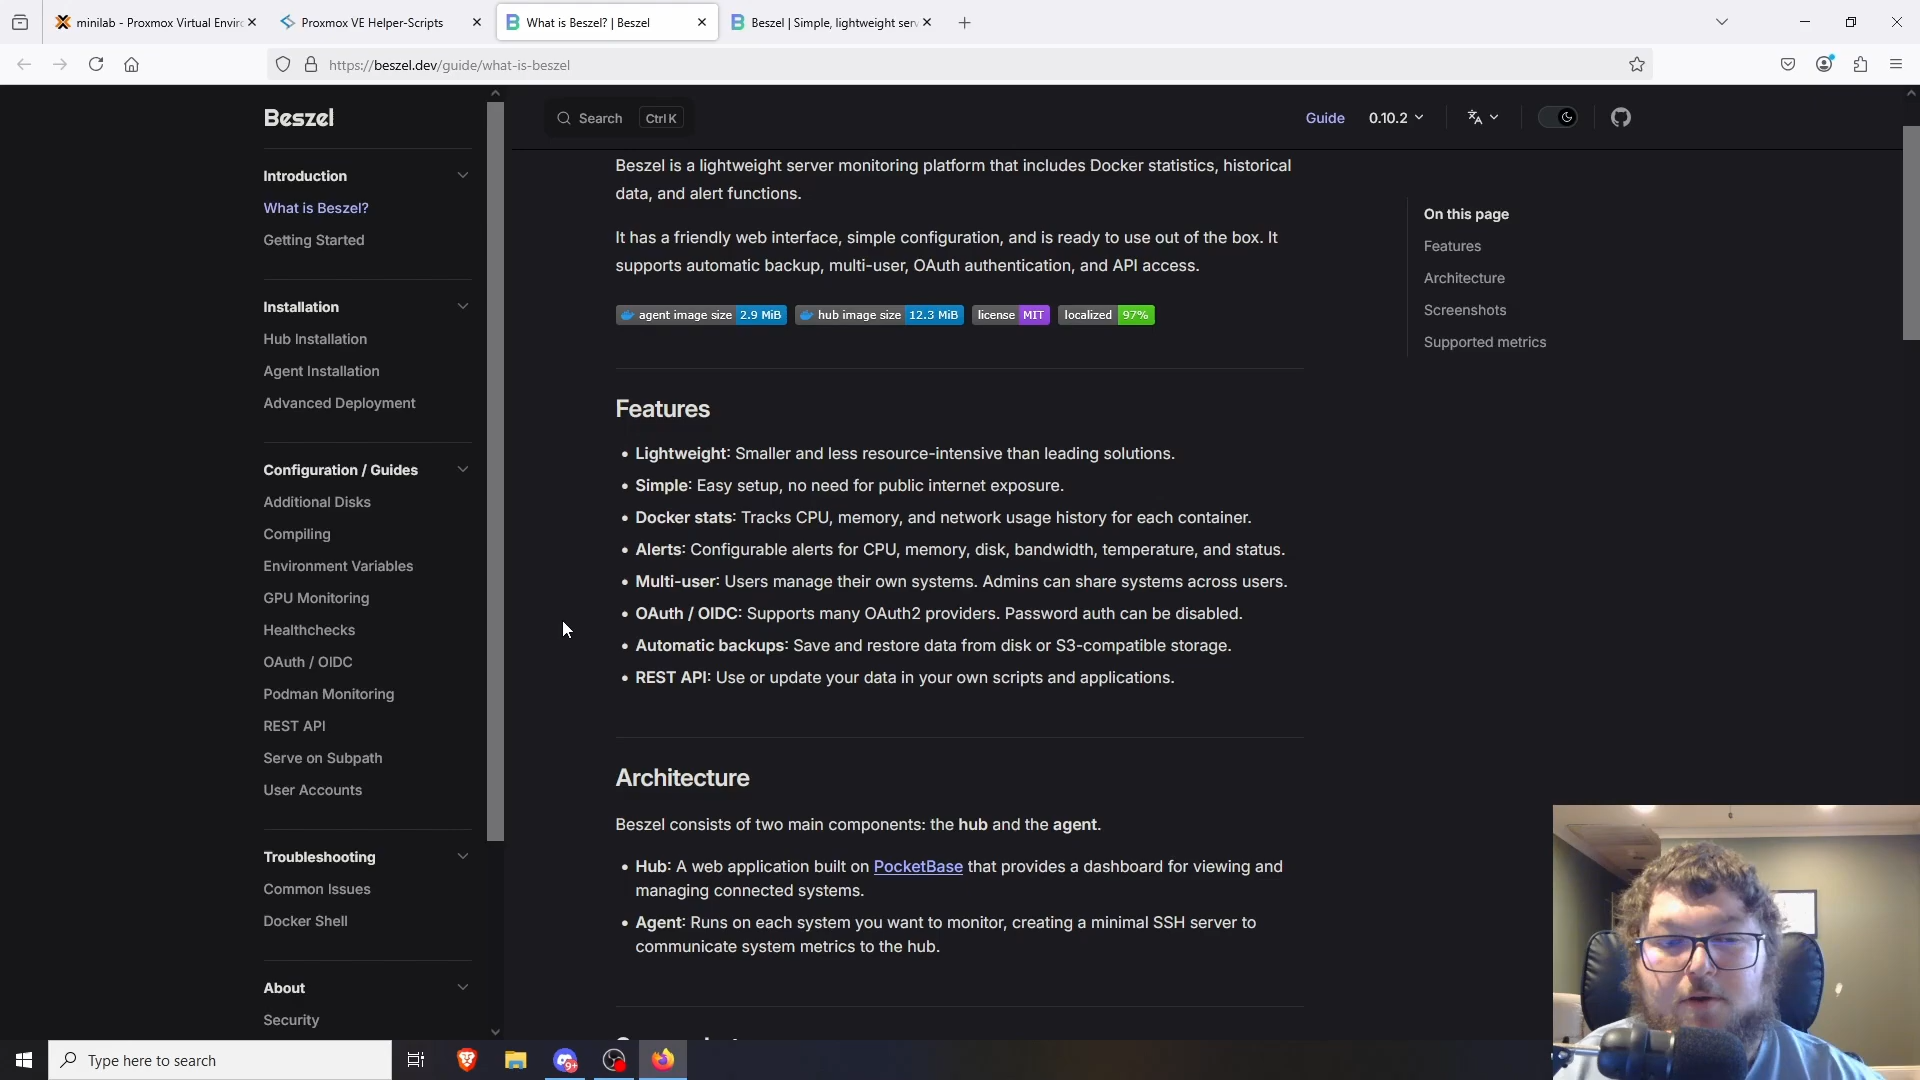 minilab - Proxmox Virtual Envir
Proxmox VE Helper-Scripts
What is Beszel? | Beszel
Beszel | Simple, lightweight ser
https://beszel.dev/guide/what-is-beszel
Beszel
Introduction
What is Beszel?
Getting Started
Installation
Hub Installation
Agent Installation
Advanced Deployment
Configuration / Guides
Additional Disks
Compiling
Environment Variables
GPU Monitoring
Healthchecks
OAuth / OIDC
Podman Monitoring
REST API
Serve on Subpath
User Accounts
Troubleshooting
Common Issues
Docker Shell
About
Security
Search Ctrl K
Guide 0.10.2
Beszel is a lightweight server monitoring platform that includes Docker statistics, historical
data, and alert functions.
It has a friendly web interface, simple configuration, and is ready to use out of the box. It
supports automatic backup, multi-user, OAuth authentication, and API access.
agent image size 2.9 MiB hub image size 12.3 MiB license MIT localized 97%
Features
• Lightweight: Smaller and less resource-intensive than leading solutions.
• Simple: Easy setup, no need for public internet exposure.
• Docker stats: Tracks CPU, memory, and network usage history for each container.
• Alerts: Configurable alerts for CPU, memory, disk, bandwidth, temperature, and status.
• Multi-user: Users manage their own systems. Admins can share systems across users.
• OAuth / OIDC: Supports many OAuth2 providers. Password auth can be disabled.
• Automatic backups: Save and restore data from disk or S3-compatible storage.
• REST API: Use or update your data in your own scripts and applications.
Architecture
Beszel consists of two main components: the hub and the agent.
• Hub: A web application built on PocketBase that provides a dashboard for viewing and
managing connected systems.
• Agent: Runs on each system you want to monitor, creating a minimal SSH server to
communicate system metrics to the hub.
On this page
Features
Architecture
Screenshots
Supported metrics
Type here to search
9+